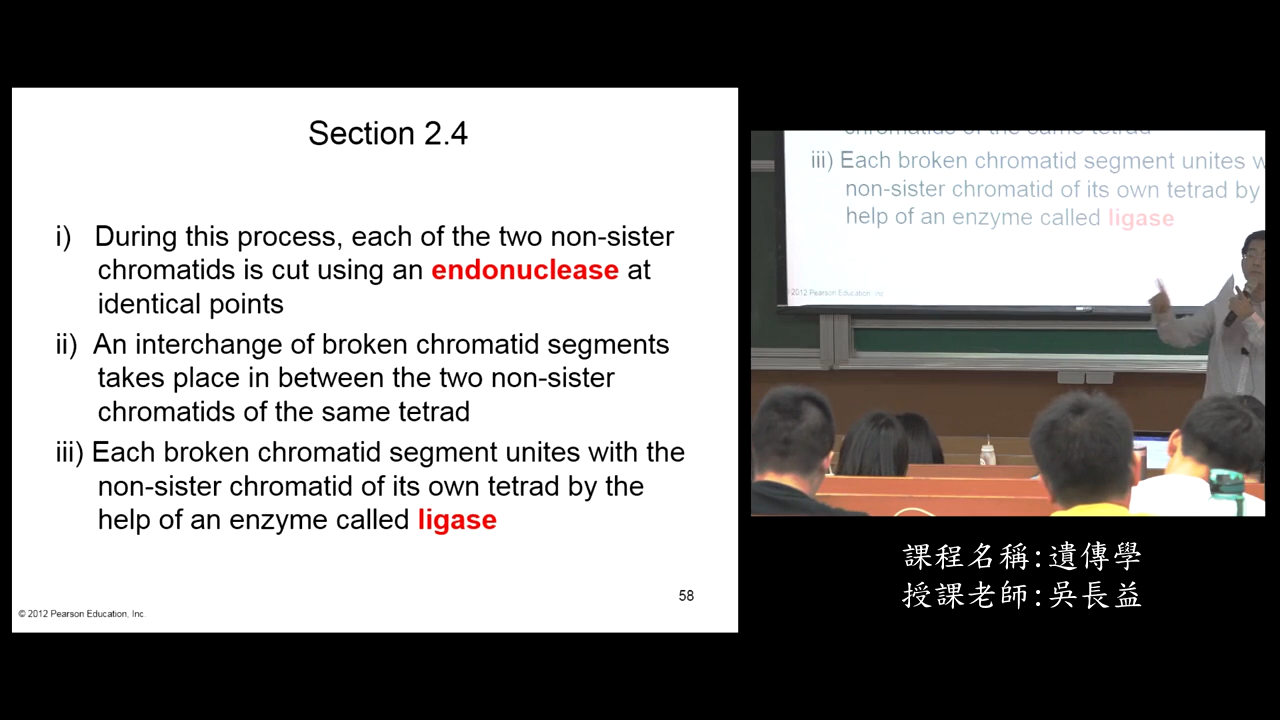 Section 2.4
i) During this process, each of the two non-sister
chromatids is cut using an endonuclease at
identical points
ii) An interchange of broken chromatid segments
takes place in between the two non-sister
chromatids of the same tetrad
iii) Each broken chromatid segment unites with the
non-sister chromatid of its own tetrad by the
help of an enzyme called ligase
58
© 2012 Pearson Education, Inc.
chromatids of the same tetrad
iii) Each broken chromatid segment unites w
non-sister chromatid of its own tetrad by
help of an enzyme called ligase
© 2012 Pearson Education, Inc.
課程名稱:遺傳學
授課老師:吳長益